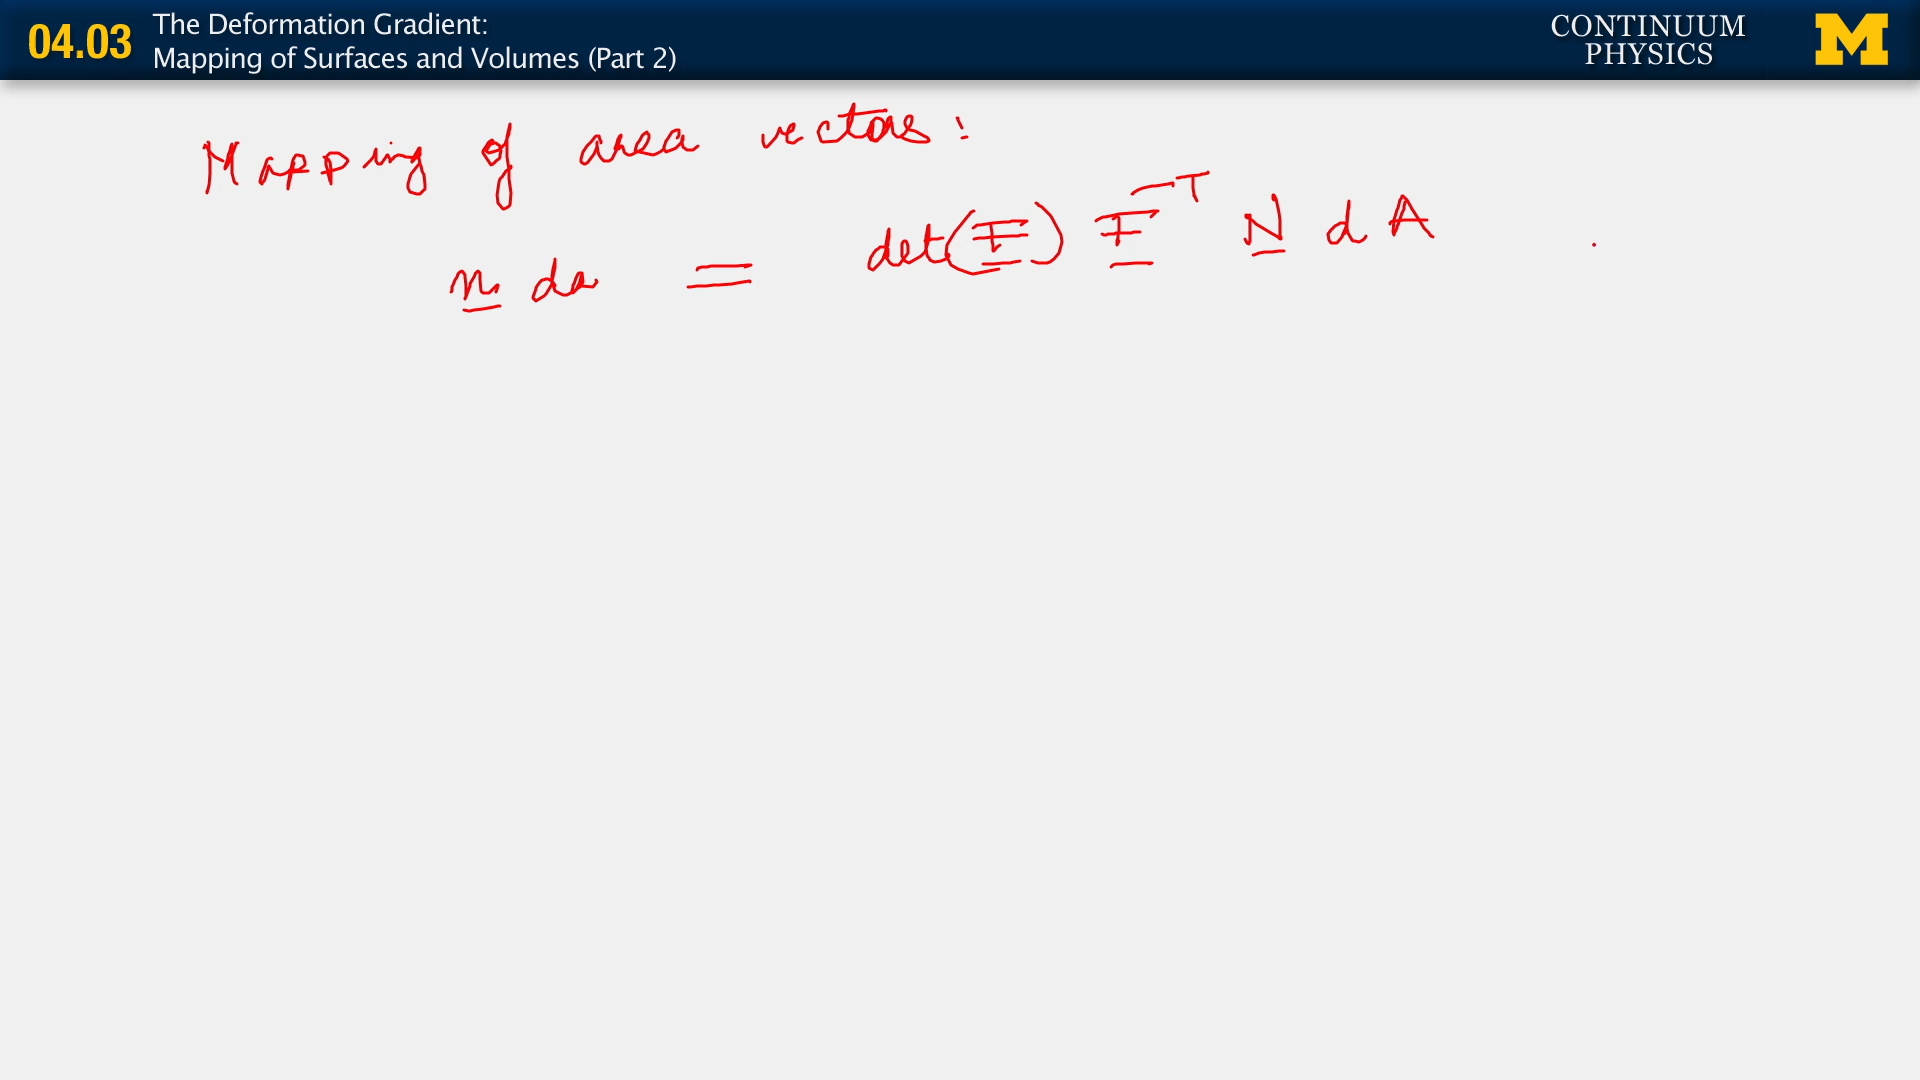 04.03
The Deformation Gradient:
Mapping of Surfaces and Volumes (Part 2)
CONTINUUM
PHYSICS
M
Mapping of area vectors:
n̲ da = det(F̲) F̲⁻ᵀ N̲ dA